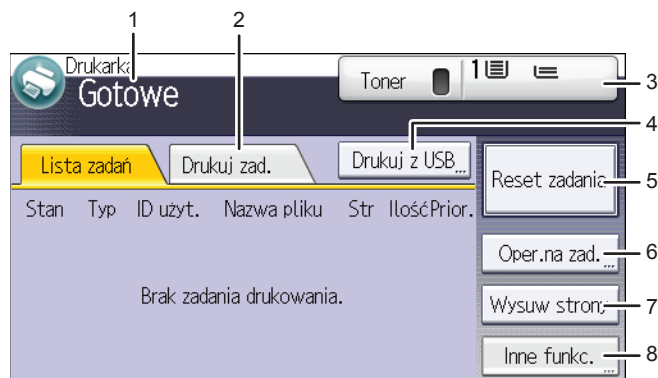 1
2
Drukarka
Gotowe
Toner
1
3
4
Lista zadań
Drukuj zad.
Drukuj z USB...
Reset zadania
5
Stan Typ ID użyt. Nazwa pliku Str Ilość Prior.
Oper.na zad....
6
Brak zadania drukowania.
Wysuw strony
7
Inne funkc. ...
8